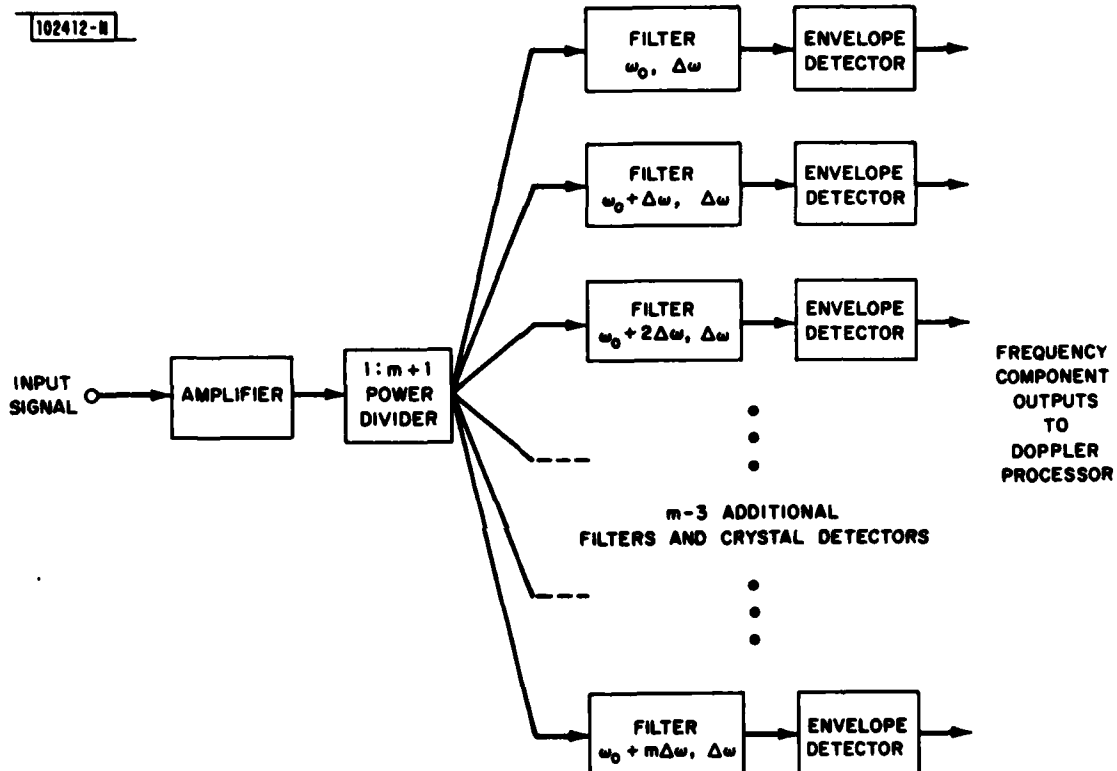 102412-N
FILTER
ω₀, Δω
ENVELOPE
DETECTOR
FILTER
ω₀ + Δω, Δω
ENVELOPE
DETECTOR
FILTER
ω₀ + 2Δω, Δω
ENVELOPE
DETECTOR
INPUT
SIGNAL
AMPLIFIER
1:m+1
POWER
DIVIDER
FREQUENCY
COMPONENT
OUTPUTS
TO
DOPPLER
PROCESSOR
m-3 ADDITIONAL
FILTERS AND CRYSTAL DETECTORS
FILTER
ω₀ + mΔω, Δω
ENVELOPE
DETECTOR